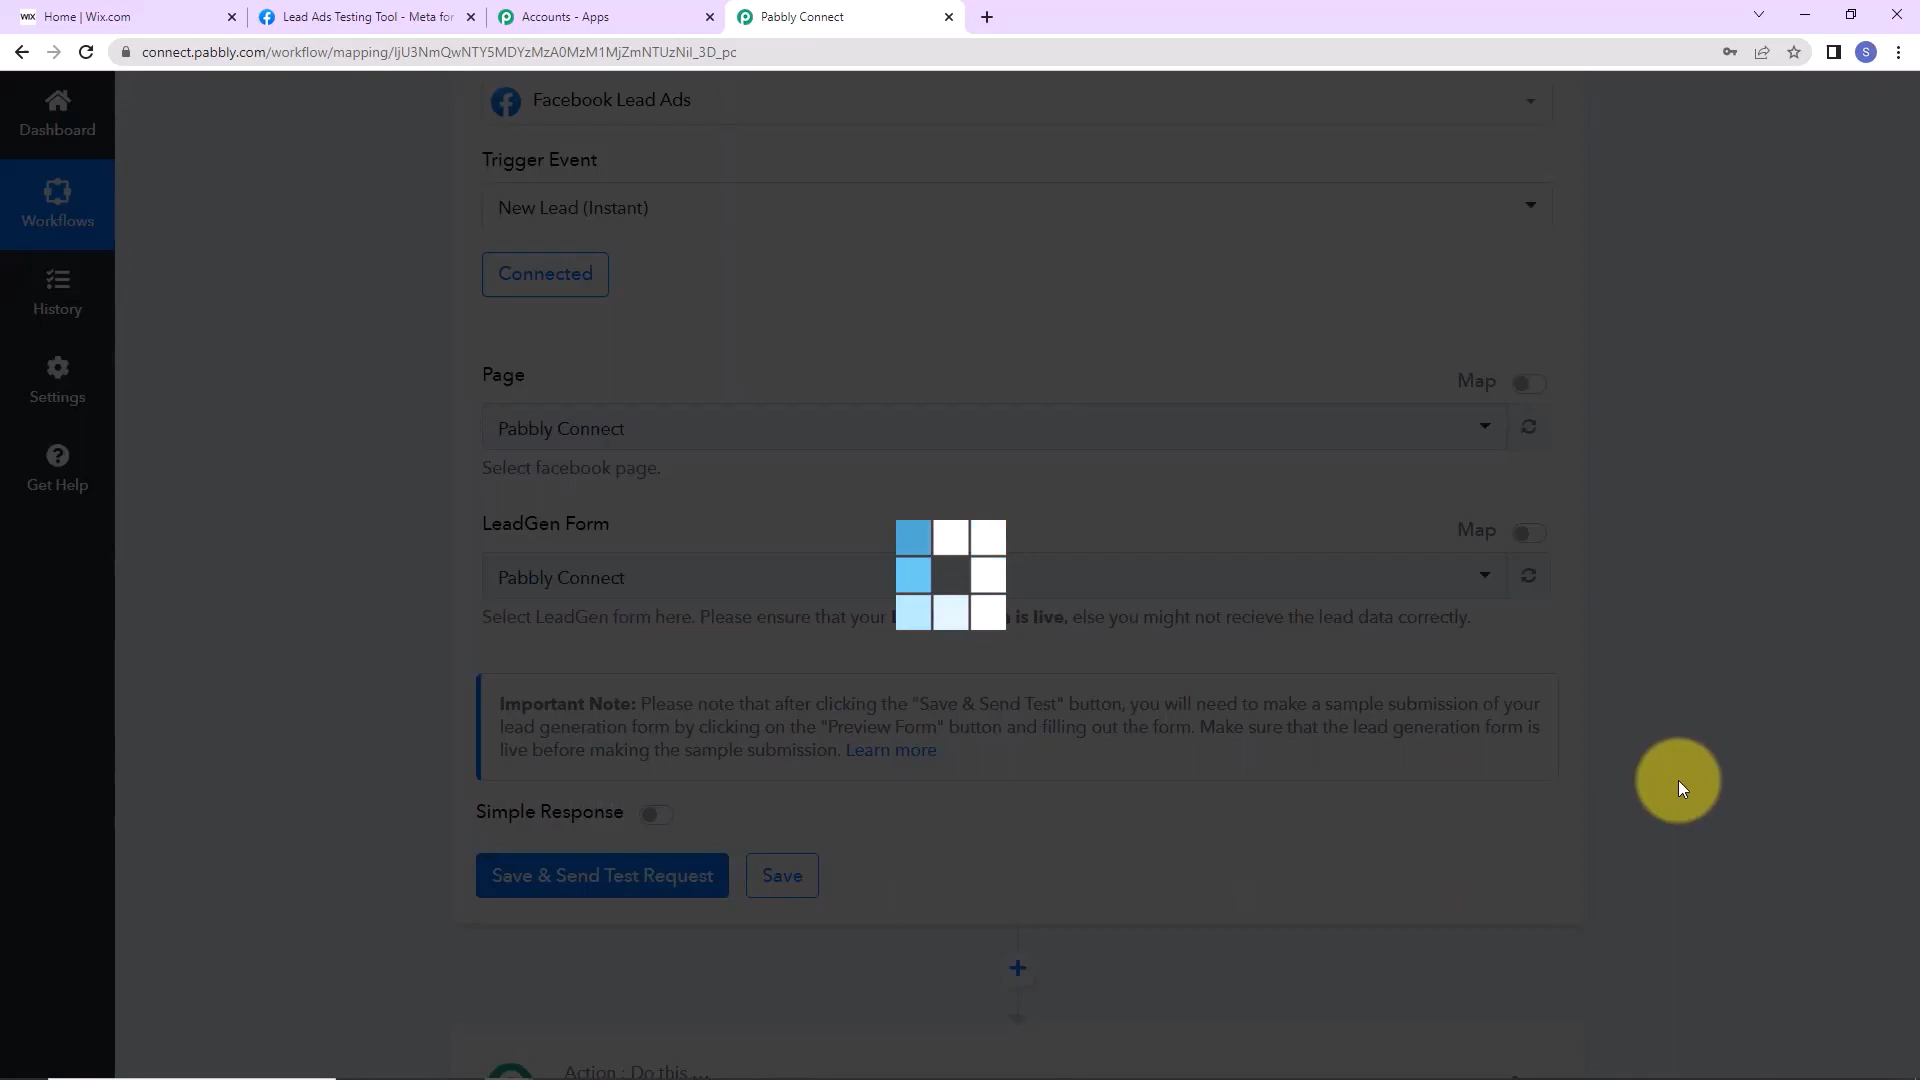 WIX Home | Wix.com
Lead Ads Testing Tool - Meta for
Accounts - Apps
Pabbly Connect
connect.pabbly.com/workflow/mapping/IjU3NmQwNTY5MDYzMzA0MzM1MjZmNTUzNiI_3D_pc
S
Dashboard
Workflows
History
Settings
Get Help
Facebook Lead Ads
Trigger Event
New Lead (Instant)
Connected
Page
Map
Pabbly Connect
Select facebook page.
LeadGen Form
Map
Pabbly Connect
Select LeadGen form here. Please ensure that your is live, else you might not recieve the lead data correctly.
Important Note: Please note that after clicking the "Save & Send Test" button, you will need to make a sample submission of your
lead generation form by clicking on the "Preview Form" button and filling out the form. Make sure that the lead generation form is
live before making the sample submission. Learn more
Simple Response
Save & Send Test Request
Save
Action : Do this ...